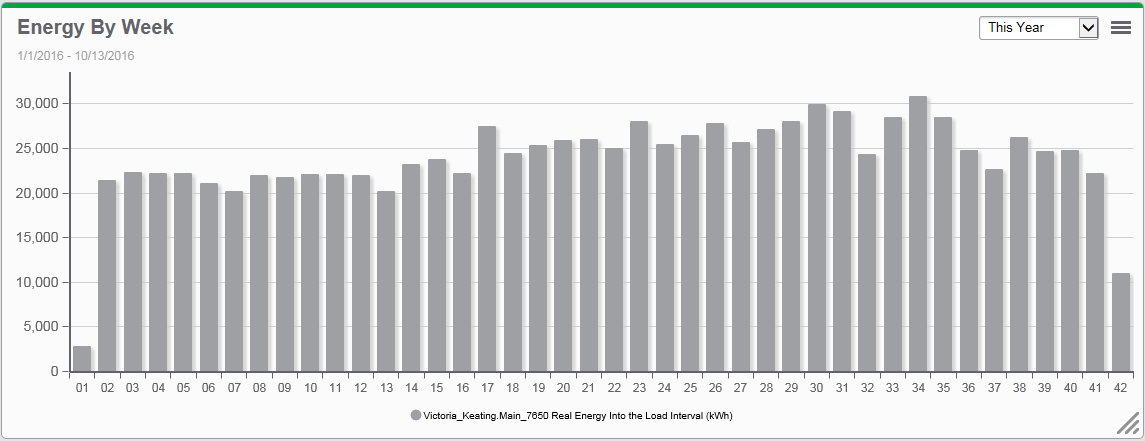 Energy By Week
This Year
1/1/2016 - 10/13/2016
30,000
25,000
20,000
15,000
10,000
5,000
0
01 02 03 04 05 06 07 08 09 10 11 12 13 14 15 16 17 18 19 20 21 22 23 24 25 26 27 28 29 30 31 32 33 34 35 36 37 38 39 40 41 42
Victoria_Keating.Main_7650 Real Energy Into the Load Interval (kWh)